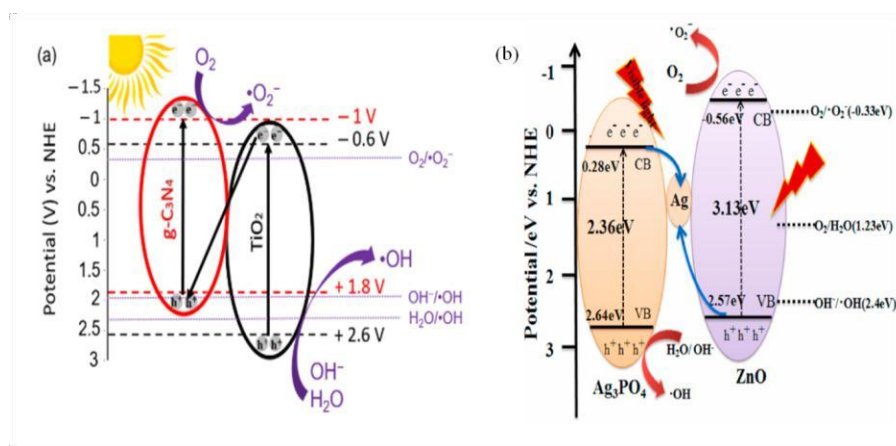 (a)
Potential (V) vs. NHE
−1.5
−1
0.5
0
0.5
1
1.5
2
2.5
3
O₂
•O₂⁻
e⁻ e⁻
g-C₃N₄
h⁺ h⁺
e⁻ e⁻
TiO₂
h⁺ h⁺
− 1 V
−0.6 V
O₂/•O₂⁻
•OH
+ 1.8 V
OH⁻/•OH
H₂O/•OH
+ 2.6 V
OH⁻
H₂O
(b)
Potential /eV vs. NHE
-1
0
1
2
3
Visible light
e⁻ e⁻ e⁻
0.28eV CB
2.36eV
2.64eV VB
h⁺ h⁺ h⁺
Ag₃PO₄
H₂O/ OH⁻
·OH
Ag
·O₂⁻
O₂
e⁻ e⁻ e⁻
-0.56eV CB
3.13eV
2.57eV VB
h⁺ h⁺ h⁺
ZnO
O₂/·O₂⁻(-0.33eV)
O₂/H₂O(1.23eV)
OH⁻/·OH(2.4eV)